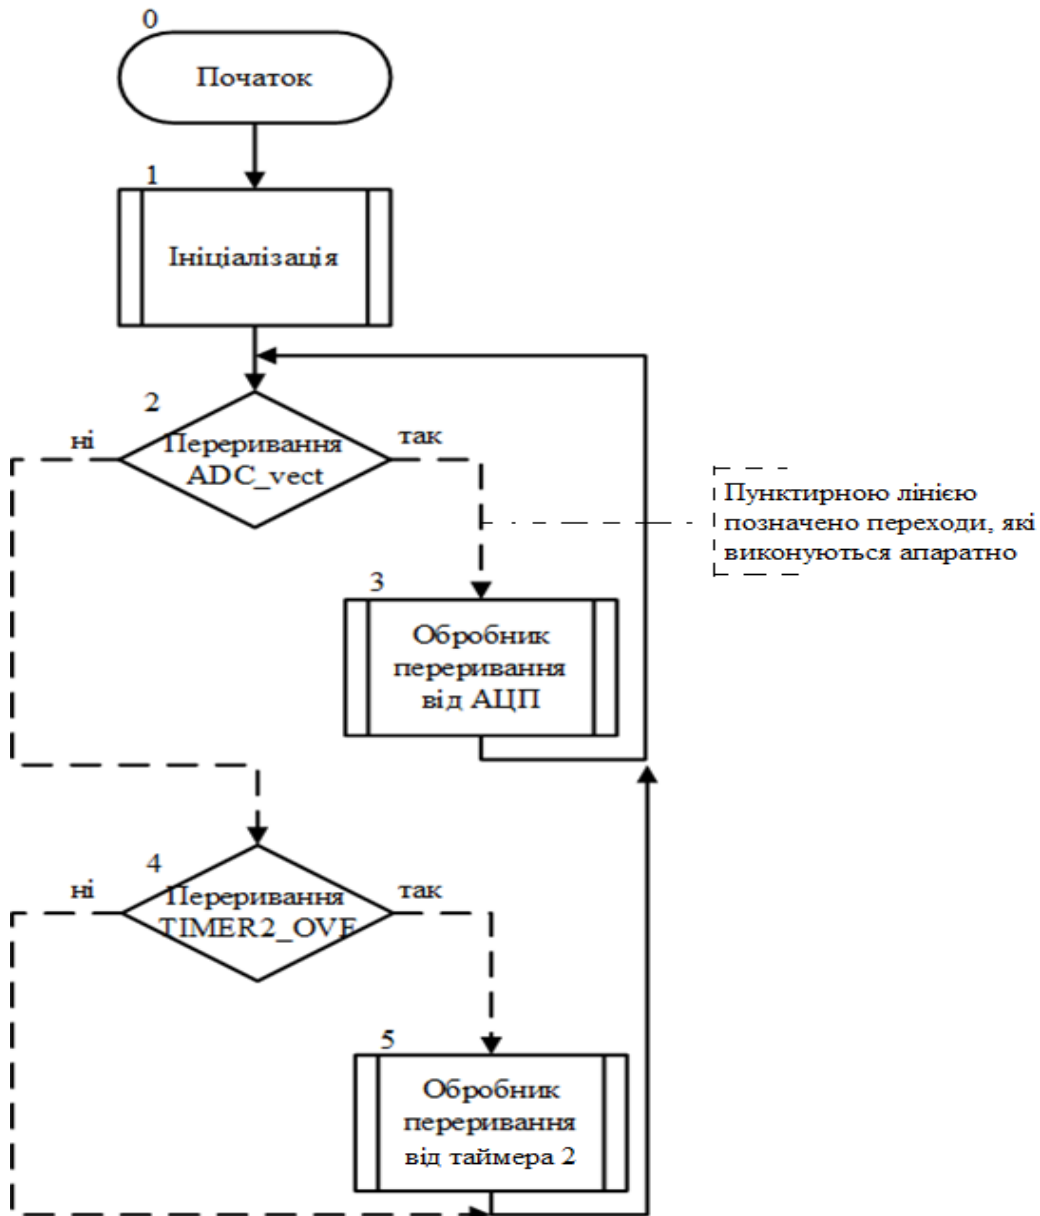 0
Початок
1
Ініціалізація
2
ні
так
Переривання
ADC_vect
Пунктирною лінією
позначено переходи, які
виконуються апаратно
3
Обробник
переривання
від АЦП
4
ні
так
Переривання
TIMER2_OVF
5
Обробник
переривання
від таймера 2